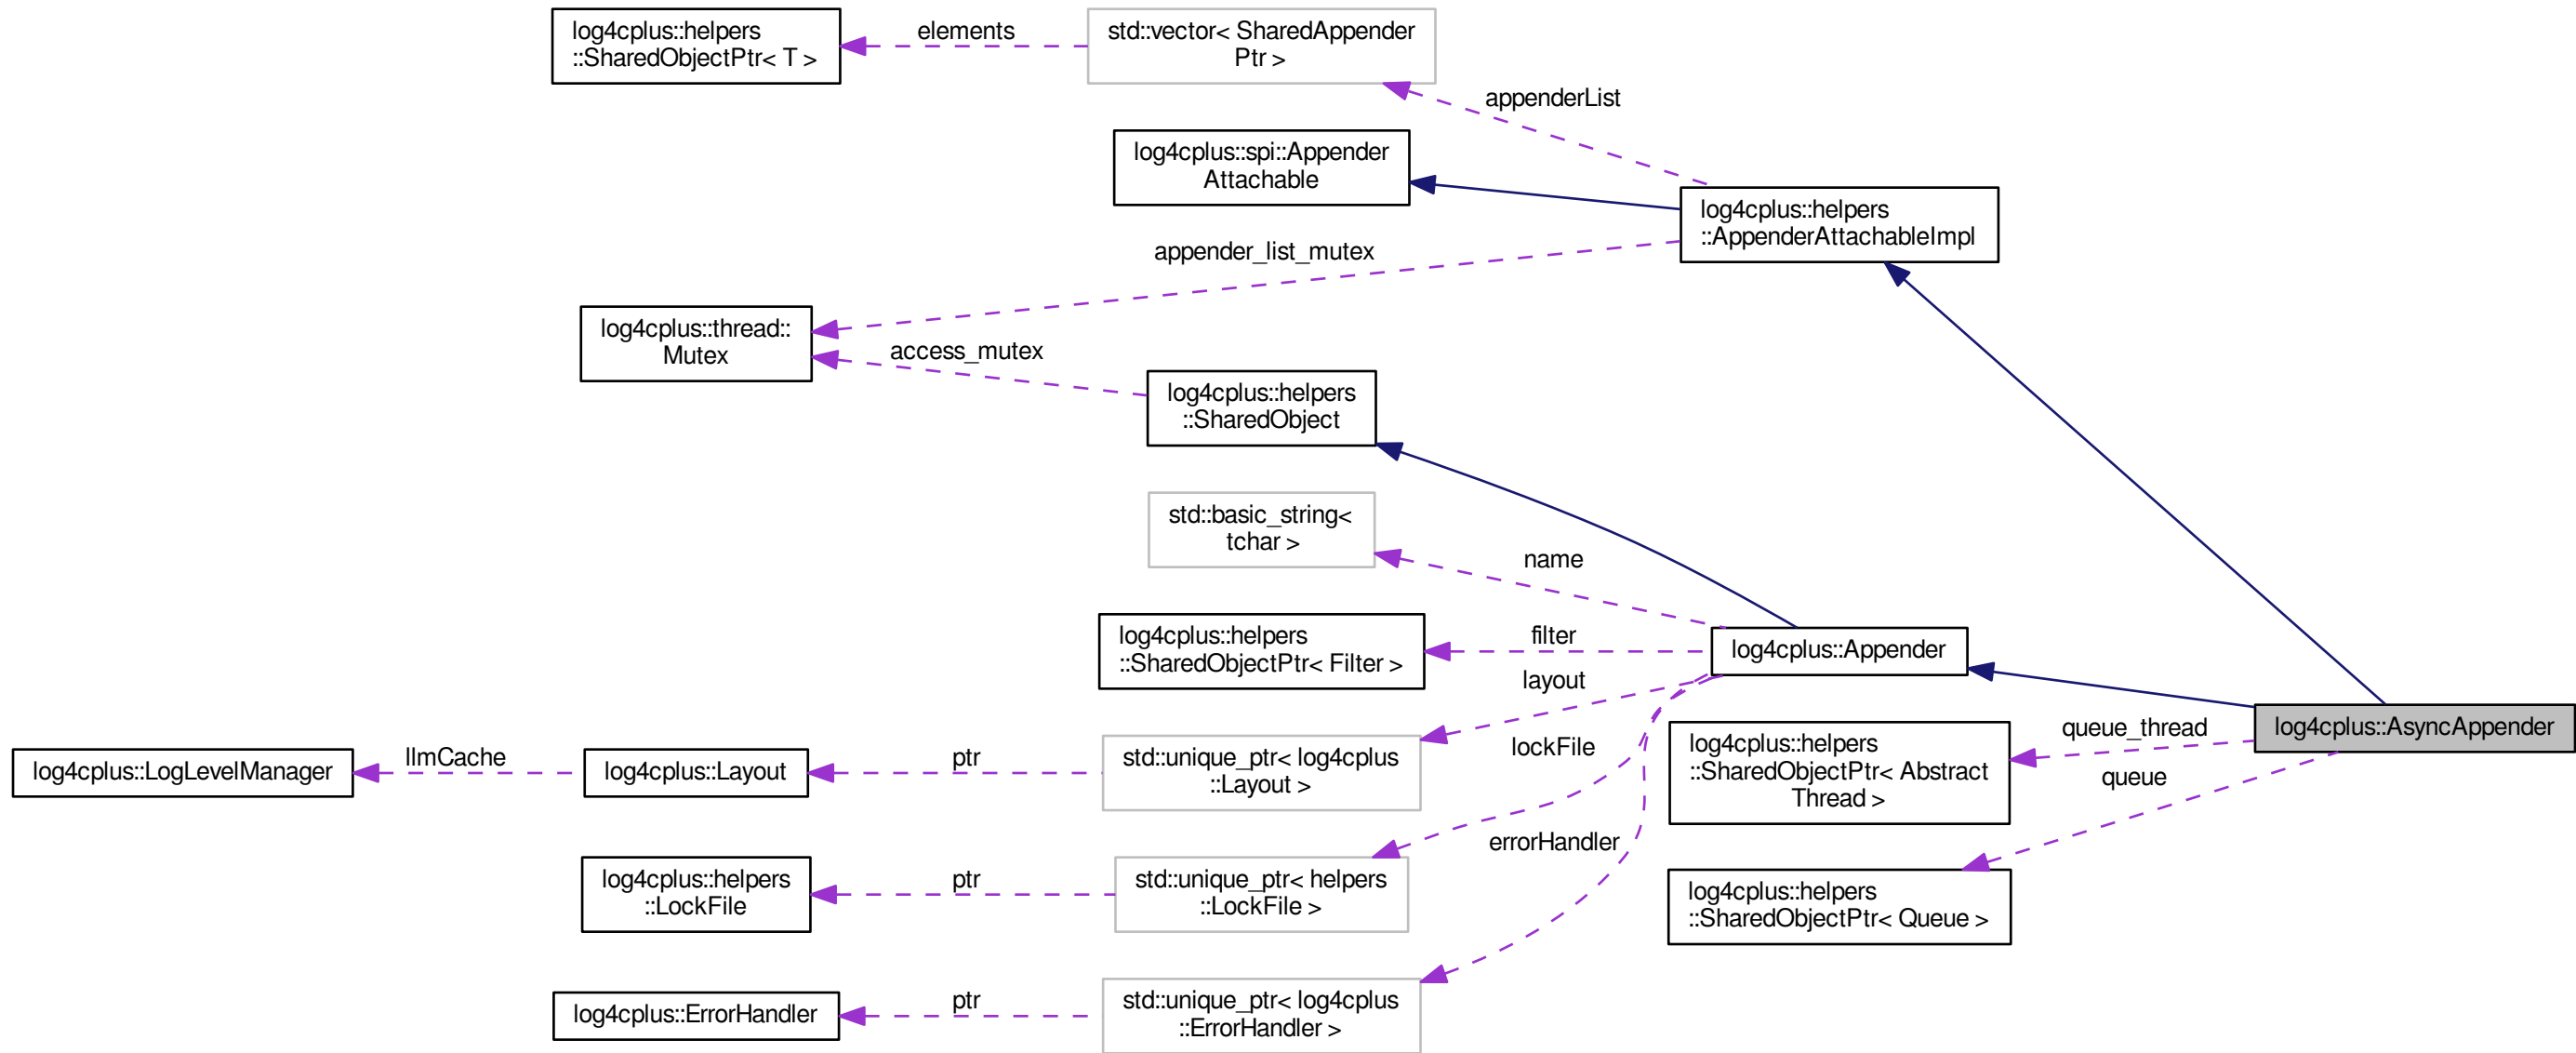 log4cplus::helpers
::SharedObjectPtr< T >
elements
std::vector< SharedAppender
Ptr >
appenderList
log4cplus::spi::Appender
Attachable
log4cplus::helpers
::AppenderAttachableImpl
appender_list_mutex
log4cplus::thread::
Mutex
access_mutex
log4cplus::helpers
::SharedObject
std::basic_string<
tchar >
name
log4cplus::helpers
::SharedObjectPtr< Filter >
filter
log4cplus::Appender
layout
log4cplus::AsyncAppender
queue_thread
log4cplus::helpers
::SharedObjectPtr< Abstract
Thread >
lockFile
log4cplus::LogLevelManager
llmCache
log4cplus::Layout
ptr
std::unique_ptr< log4cplus
::Layout >
queue
errorHandler
log4cplus::helpers
::LockFile
ptr
std::unique_ptr< helpers
::LockFile >
log4cplus::helpers
::SharedObjectPtr< Queue >
log4cplus::ErrorHandler
ptr
std::unique_ptr< log4cplus
::ErrorHandler >